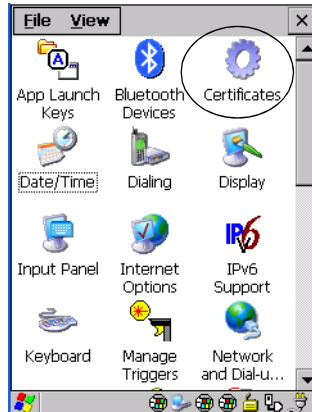 File View
App Launch Bluetooth Certificates
Keys Devices
Date/Time Dialing Display
IPv6
Input Panel Internet IPv6
Options Support
Keyboard Manage Network
Triggers and Dial-u...